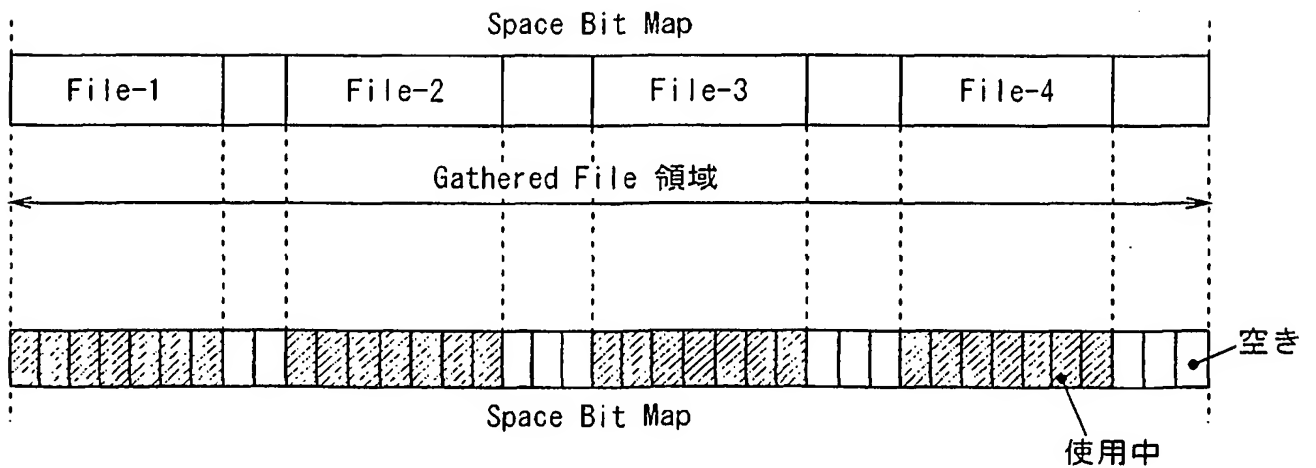 Space Bit Map
File-1 File-2 File-3 File-4
Gathered File 領域
空き
Space Bit Map
使用中